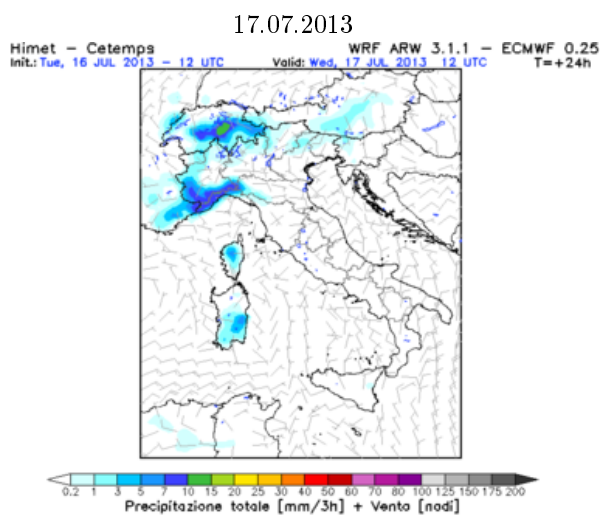 17.07.2013
Himet - Cetemps WRF ARW 3.1.1 - ECMWF 0.25
Init.: Tue, 16 JUL 2013 - 12 UTC Valid: Wed, 17 JUL 2013 12 UTC T=+24h
0.2 1 3 5 7 10 15 20 25 30 40 50 60 70 80 100 125 150 175 200
Precipitazione totale [mm/3h] + Vento [nodi]